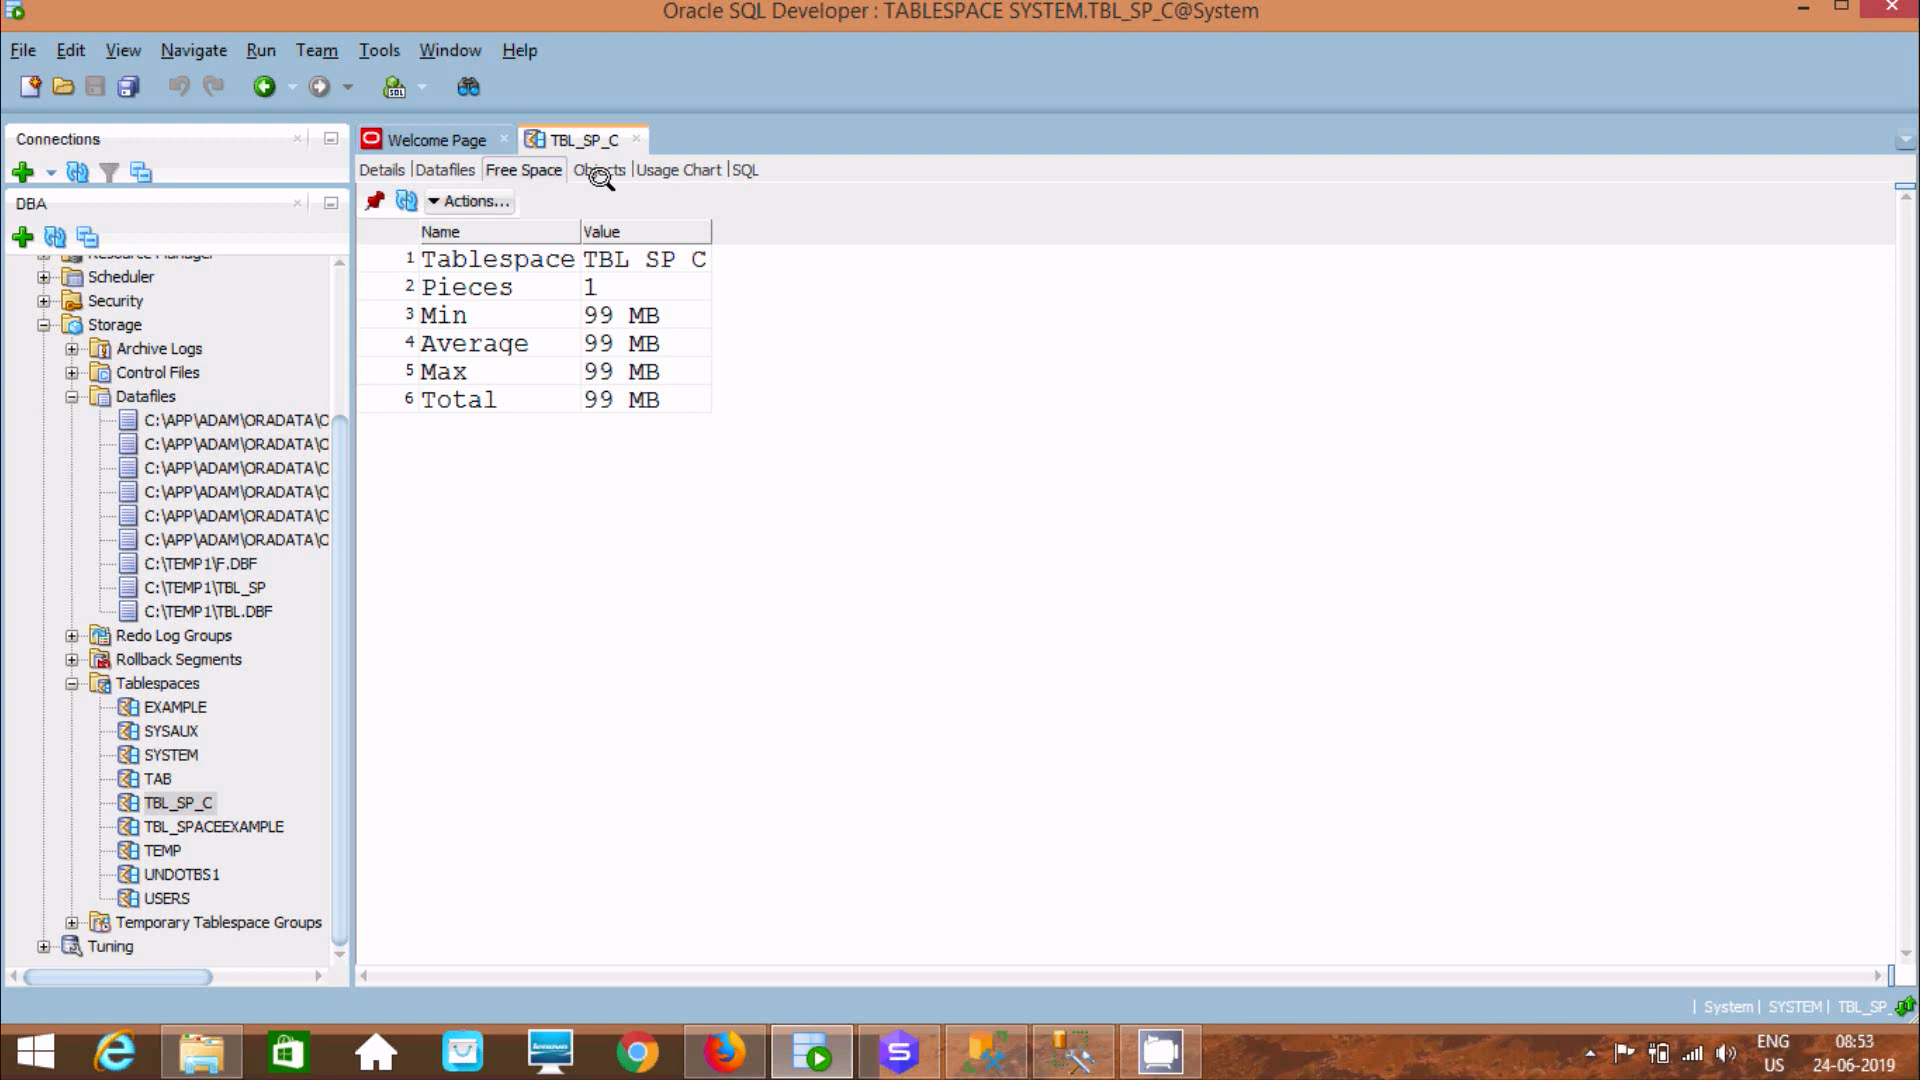 Oracle SQL Developer : TABLESPACE SYSTEM.TBL_SP_C@System
File Edit View Navigate Run Team Tools Window Help
Connections
DBA
Scheduler
Security
Storage
Archive Logs
Control Files
Datafiles
C:\APP\ADAM\ORADATA\O
C:\APP\ADAM\ORADATA\O
C:\APP\ADAM\ORADATA\O
C:\APP\ADAM\ORADATA\O
C:\APP\ADAM\ORADATA\O
C:\APP\ADAM\ORADATA\O
C:\TEMP1\F.DBF
C:\TEMP1\TBL_SP
C:\TEMP1\TBL.DBF
Redo Log Groups
Rollback Segments
Tablespaces
EXAMPLE
SYSAUX
SYSTEM
TAB
TBL_SP_C
TBL_SPACEEXAMPLE
TEMP
UNDOTBS1
USERS
Temporary Tablespace Groups
Tuning
Welcome Page TBL_SP_C
Details Datafiles Free Space Objects Usage Chart SQL
Actions...
Name Value
1 Tablespace TBL SP C
2 Pieces 1
3 Min 99 MB
4 Average 99 MB
5 Max 99 MB
6 Total 99 MB
System | SYSTEM | TBL_SP_
ENG 08:53
US 24-06-2019